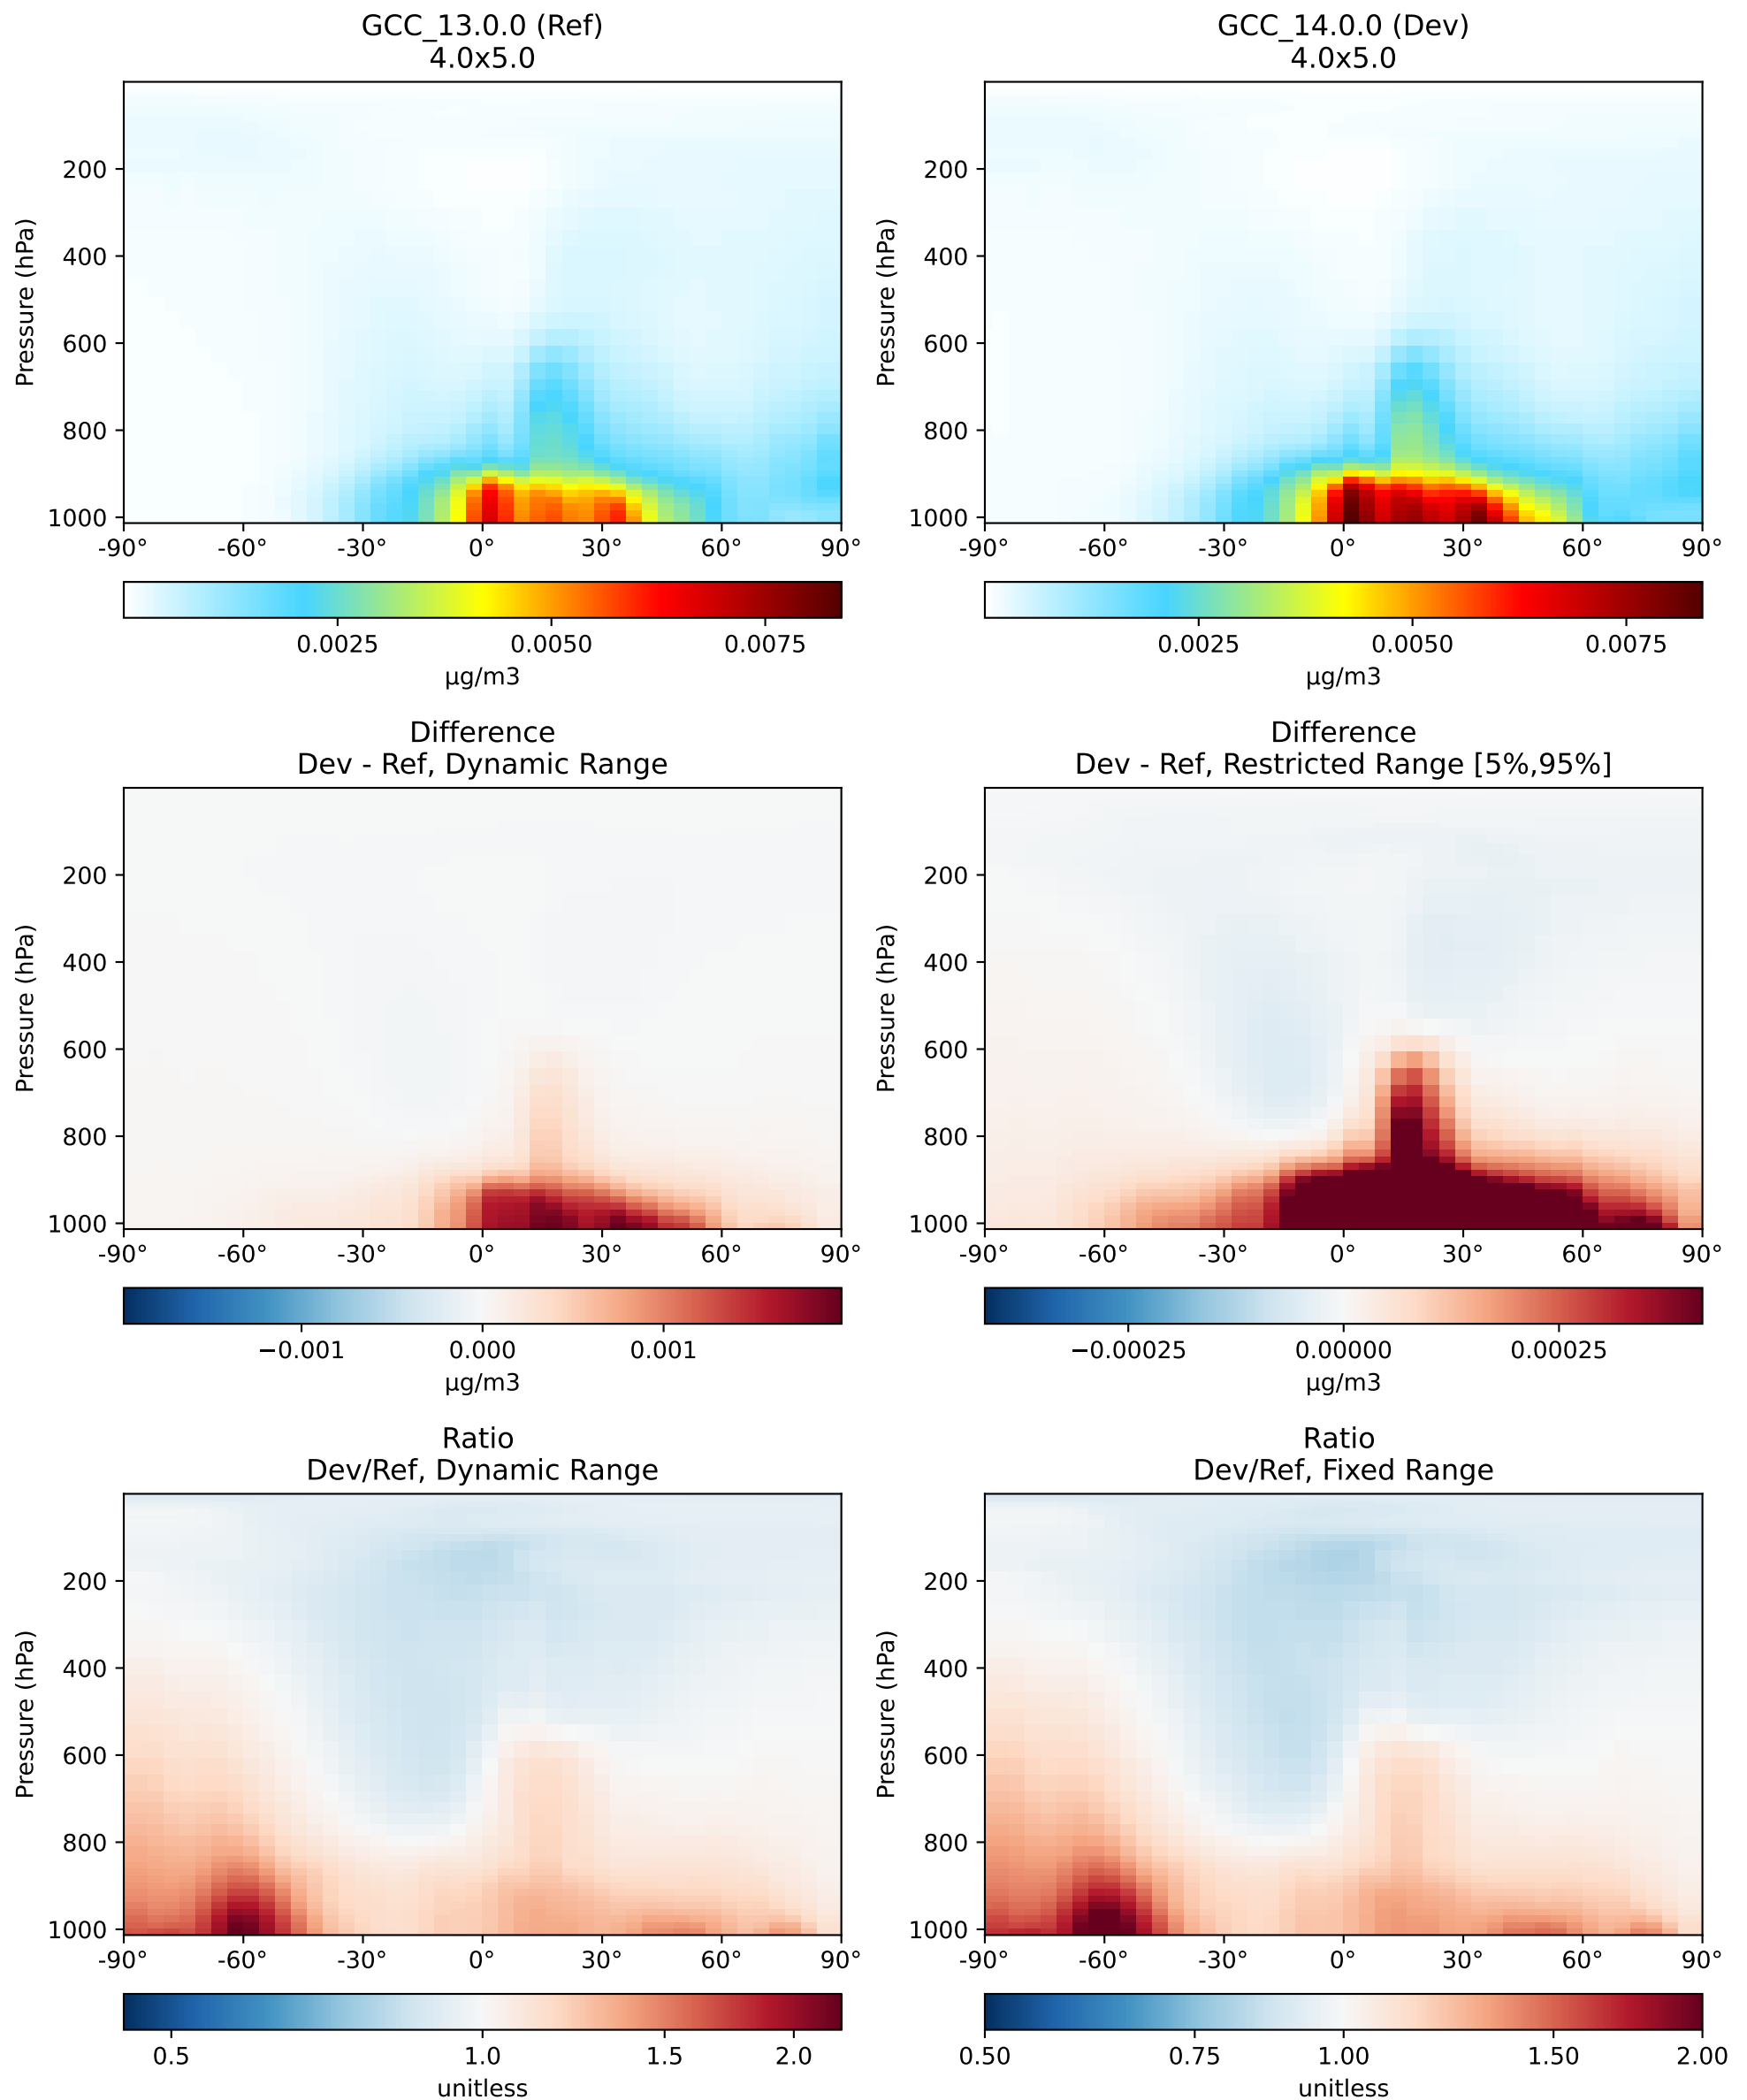 GCC_13.0.0 (Ref)
4.0x5.0
Pressure (hPa)
200
400
600
800
1000
-90° -60° -30° 0° 30° 60° 90°
0.0025 0.0050 0.0075
µg/m3
GCC_14.0.0 (Dev)
4.0x5.0
Pressure (hPa)
200
400
600
800
1000
-90° -60° -30° 0° 30° 60° 90°
0.0025 0.0050 0.0075
µg/m3
Difference
Dev - Ref, Dynamic Range
Pressure (hPa)
200
400
600
800
1000
-90° -60° -30° 0° 30° 60° 90°
−0.001 0.000 0.001
µg/m3
Difference
Dev - Ref, Restricted Range [5%,95%]
Pressure (hPa)
200
400
600
800
1000
-90° -60° -30° 0° 30° 60° 90°
−0.00025 0.00000 0.00025
µg/m3
Ratio
Dev/Ref, Dynamic Range
Pressure (hPa)
200
400
600
800
1000
-90° -60° -30° 0° 30° 60° 90°
0.5 1.0 1.5 2.0
unitless
Ratio
Dev/Ref, Fixed Range
Pressure (hPa)
200
400
600
800
1000
-90° -60° -30° 0° 30° 60° 90°
0.50 0.75 1.00 1.50 2.00
unitless